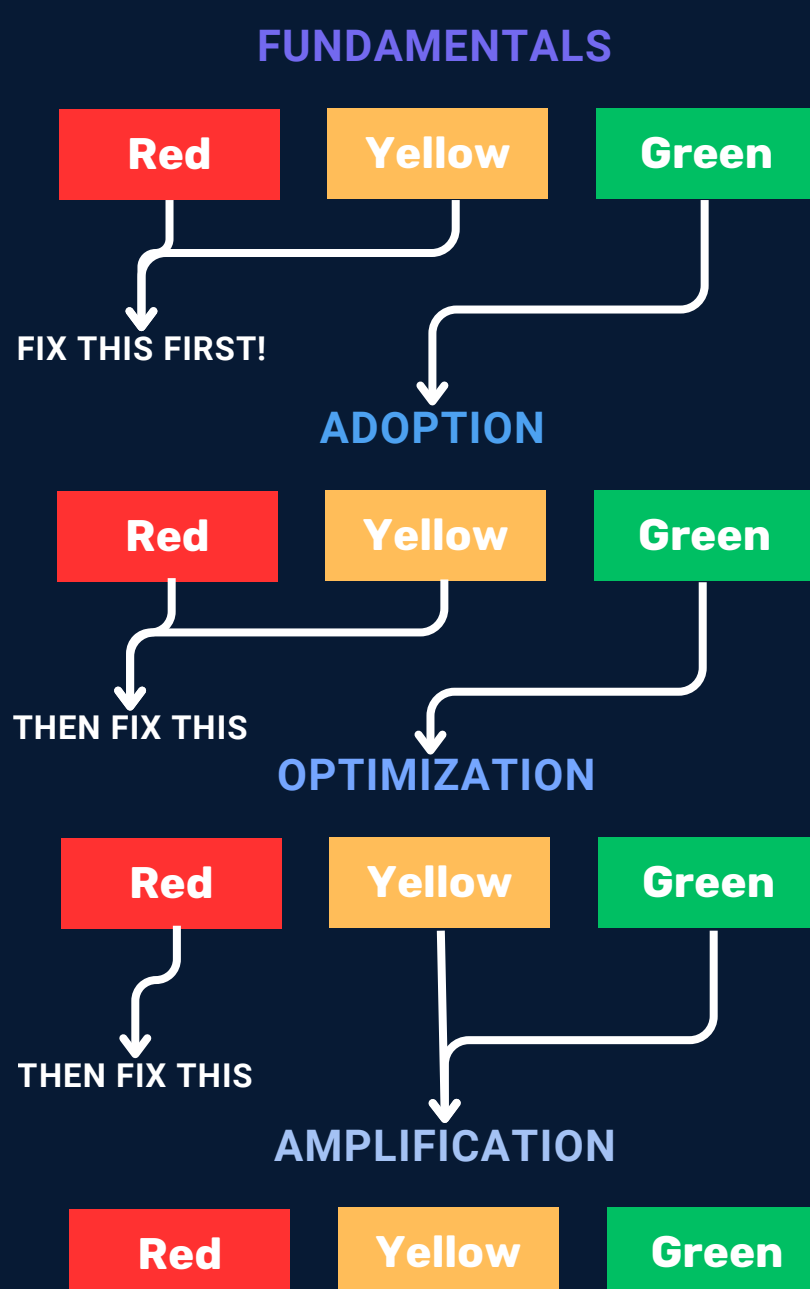 FUNDAMENTALS
Red Yellow Green
FIX THIS FIRST!
ADOPTION
Red Yellow Green
THEN FIX THIS
OPTIMIZATION
Red Yellow Green
THEN FIX THIS
AMPLIFICATION
Red Yellow Green